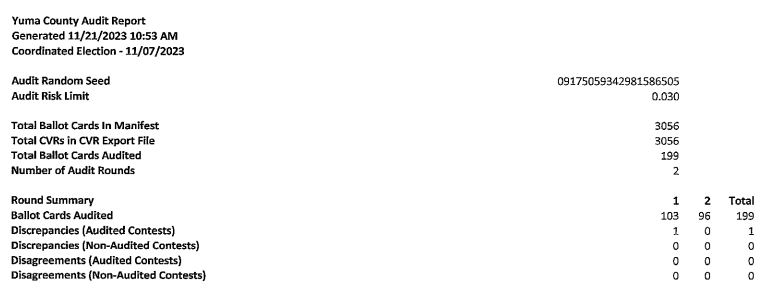 Yuma County Audit Report
Generated 11/21/2023 10:53 AM
Coordinated Election - 11/07/2023
Audit Random Seed 09175059342981586505
Audit Risk Limit 0.030
Total Ballot Cards In Manifest 3056
Total CVRs in CVR Export File 3056
Total Ballot Cards Audited 199
Number of Audit Rounds 2
Round Summary 1 2 Total
Ballot Cards Audited 103 96 199
Discrepancies (Audited Contests) 1 0 1
Discrepancies (Non-Audited Contests) 0 0 0
Disagreements (Audited Contests) 0 0 0
Disagreements (Non-Audited Contests) 0 0 0